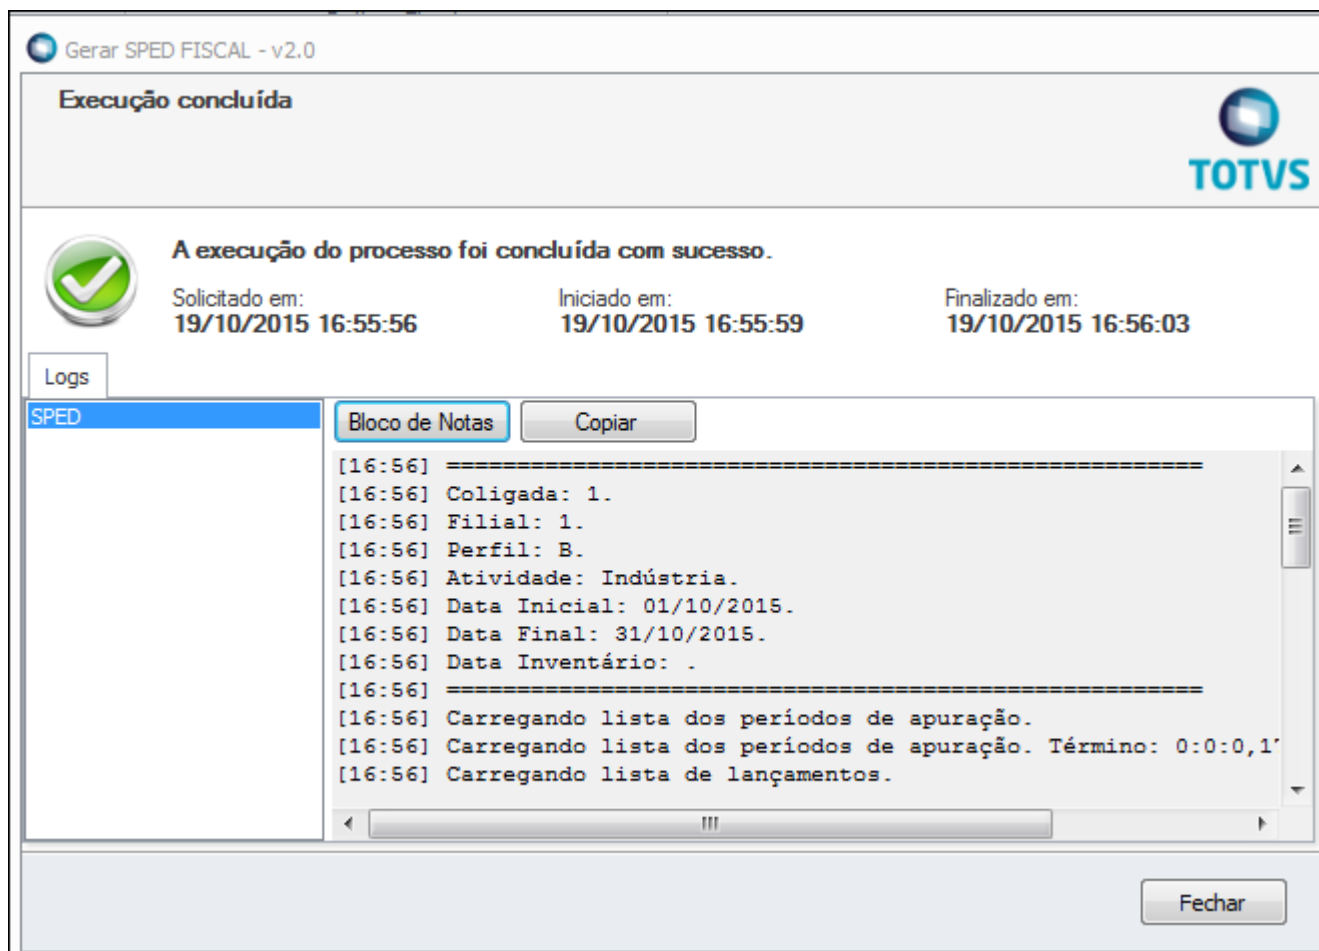 Gerar SPED FISCAL - v2.0
Execução concluída
TOTVS
A execução do processo foi concluída com sucesso.
Solicitado em: Iniciado em: Finalizado em:
19/10/2015 16:55:56 19/10/2015 16:55:59 19/10/2015 16:56:03
Logs
SPED
Bloco de Notas Copiar
[16:56] ======================================================
[16:56] Coligada: 1.
[16:56] Filial: 1.
[16:56] Perfil: B.
[16:56] Atividade: Indústria.
[16:56] Data Inicial: 01/10/2015.
[16:56] Data Final: 31/10/2015.
[16:56] Data Inventário: .
[16:56] ======================================================
[16:56] Carregando lista dos períodos de apuração.
[16:56] Carregando lista dos períodos de apuração. Término: 0:0:0,1
[16:56] Carregando lista de lançamentos.
Fechar